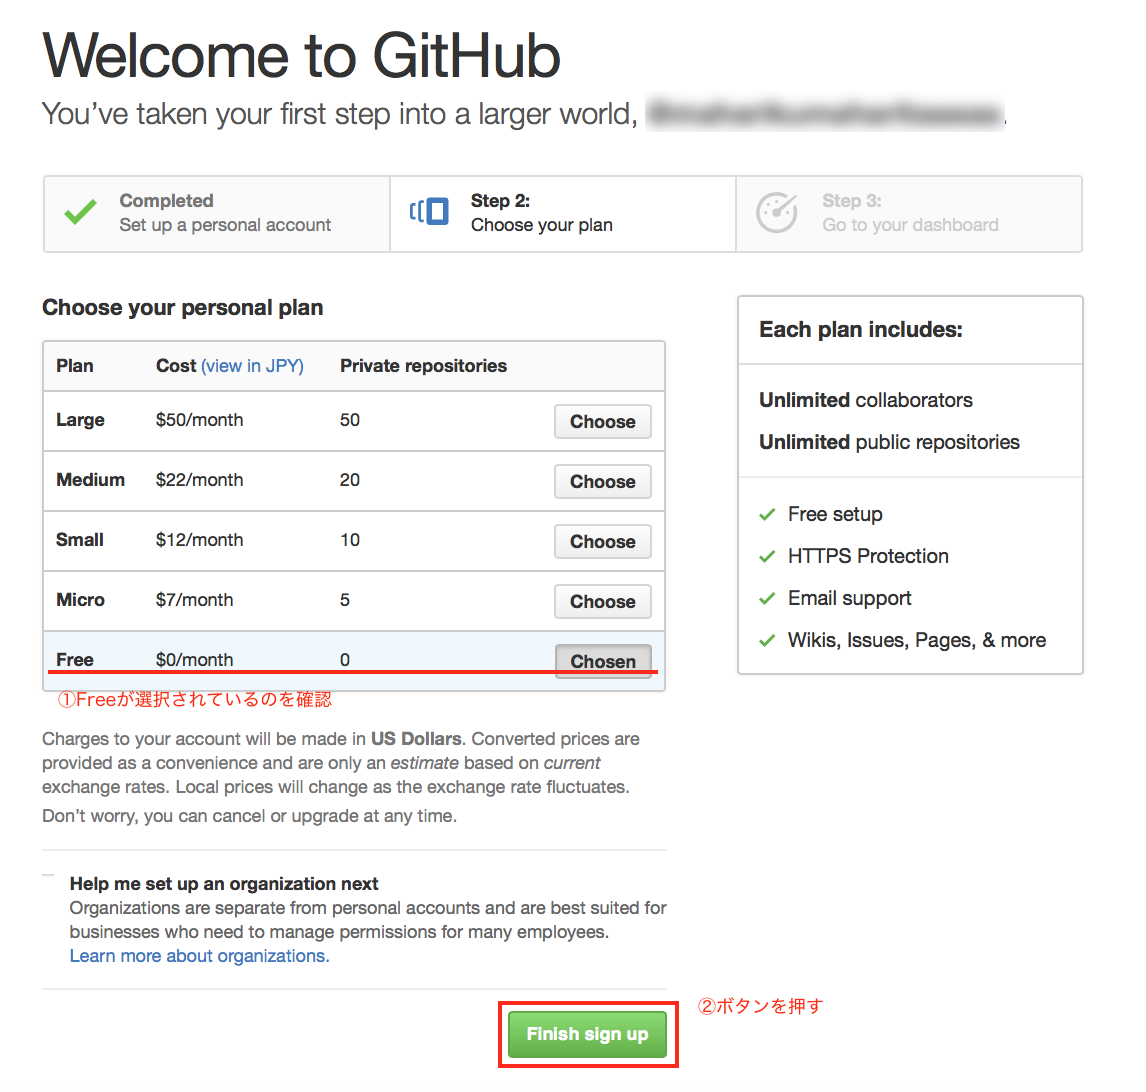 Welcome to GitHub
You’ve taken your first step into a larger world,
Completed
Set up a personal account
Step 2:
Choose your plan
Step 3:
Go to your dashboard
Choose your personal plan
Plan Cost (view in JPY) Private repositories
Large $50/month 50 Choose
Medium $22/month 20 Choose
Small $12/month 10 Choose
Micro $7/month 5 Choose
Free $0/month 0 Chosen
①Freeが選択されているのを確認
Charges to your account will be made in US Dollars. Converted prices are
provided as a convenience and are only an estimate based on current
exchange rates. Local prices will change as the exchange rate fluctuates.
Don’t worry, you can cancel or upgrade at any time.
Help me set up an organization next
Organizations are separate from personal accounts and are best suited for
businesses who need to manage permissions for many employees.
Learn more about organizations.
Finish sign up
②ボタンを押す
Each plan includes:
Unlimited collaborators
Unlimited public repositories
Free setup
HTTPS Protection
Email support
Wikis, Issues, Pages, & more